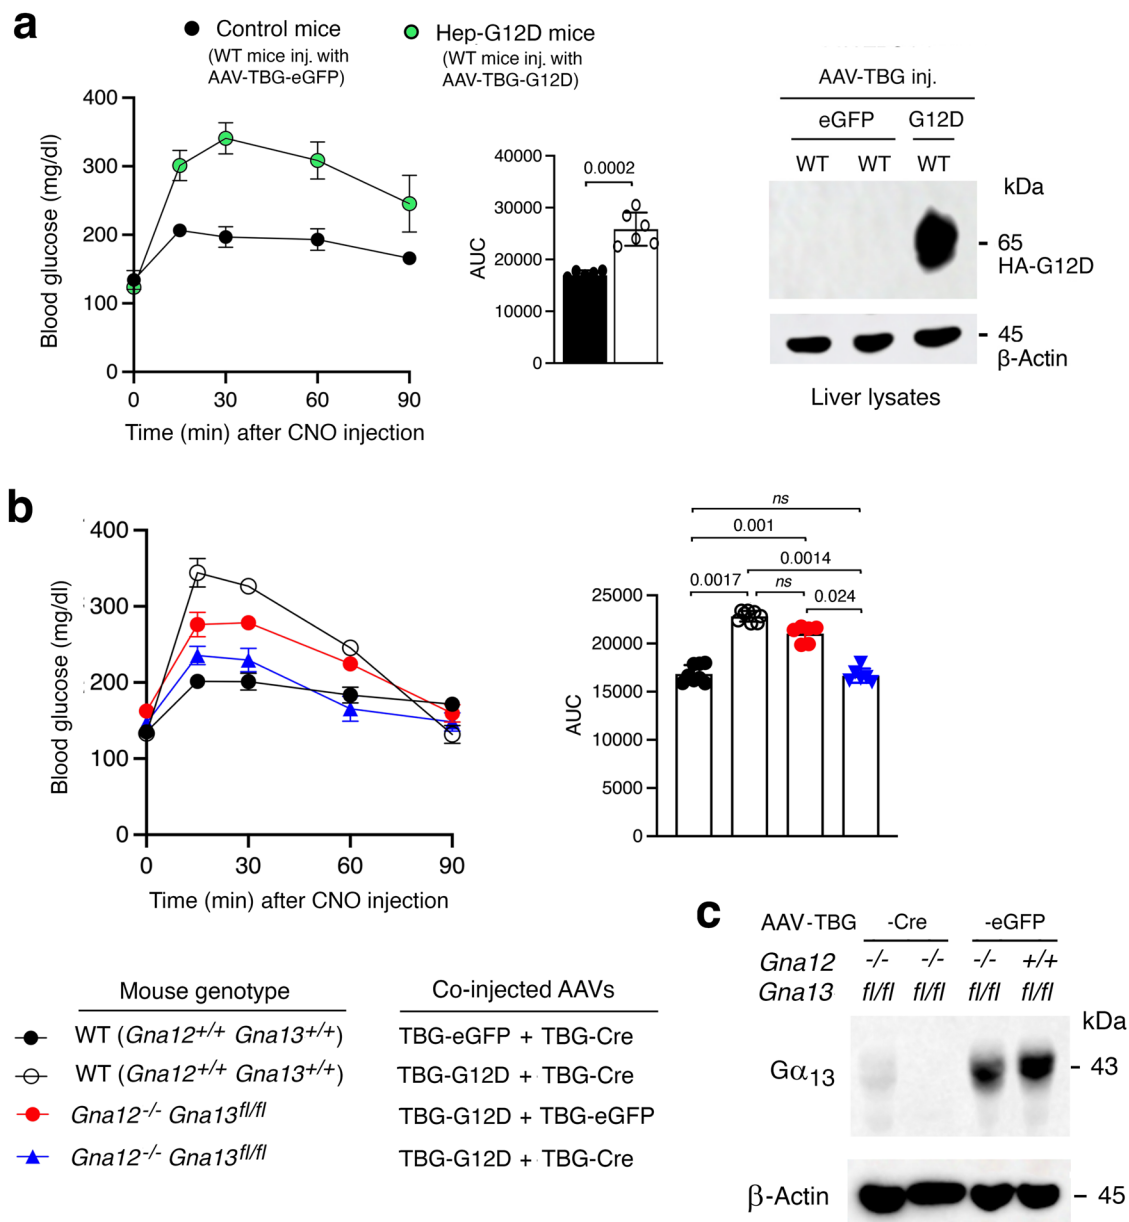 a
Control mice
(WT mice inj. with
AAV-TBG-eGFP)
Hep-G12D mice
(WT mice inj. with
AAV-TBG-G12D)
Blood glucose (mg/dl)
400
300
200
100
0
0 30 60 90
Time (min) after CNO injection
AUC
40000
30000
20000
10000
0
0.0002
AAV-TBG inj.
eGFP G12D
WT WT WT
kDa
65
HA-G12D
45
β-Actin
Liver lysates
b
Blood glucose (mg/dl)
400
300
200
100
0
0 30 60 90
Time (min) after CNO injection
AUC
25000
20000
15000
10000
5000
0
ns
0.001
0.0014
0.0017 ns
0.024
Mouse genotype Co-injected AAVs
WT (Gna12+/+ Gna13+/+) TBG-eGFP + TBG-Cre
WT (Gna12+/+ Gna13+/+) TBG-G12D + TBG-Cre
Gna12-/- Gna13fl/fl TBG-G12D + TBG-eGFP
Gna12-/- Gna13fl/fl TBG-G12D + TBG-Cre
c
AAV-TBG -Cre -eGFP
Gna12 -/- -/- -/- +/+
Gna13 fl/fl fl/fl fl/fl fl/fl
kDa
Gα13 43
β-Actin 45